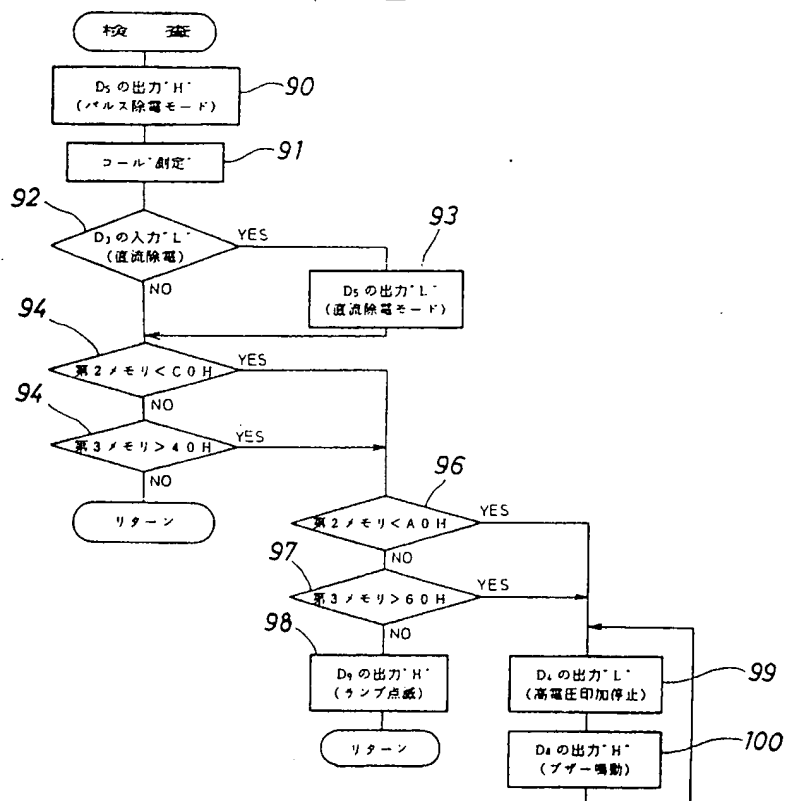 検 査
D₅の出力"H"
(パルス除電モード)
90
コール"測定"
91
92
D₃の入力"L"
(直流除電)
YES
NO
93
D₅の出力"L"
(直流除電モード)
94
第2メモリ<C0H
YES
NO
94
第3メモリ>40H
YES
NO
リターン
96
第2メモリ<A0H
YES
NO
97
第3メモリ>60H
YES
NO
98
D₉の出力"H"
(ランプ点滅)
リターン
D₄の出力"L"
(高電圧印加停止)
99
D₈の出力"H"
(ブザー鳴動)
100